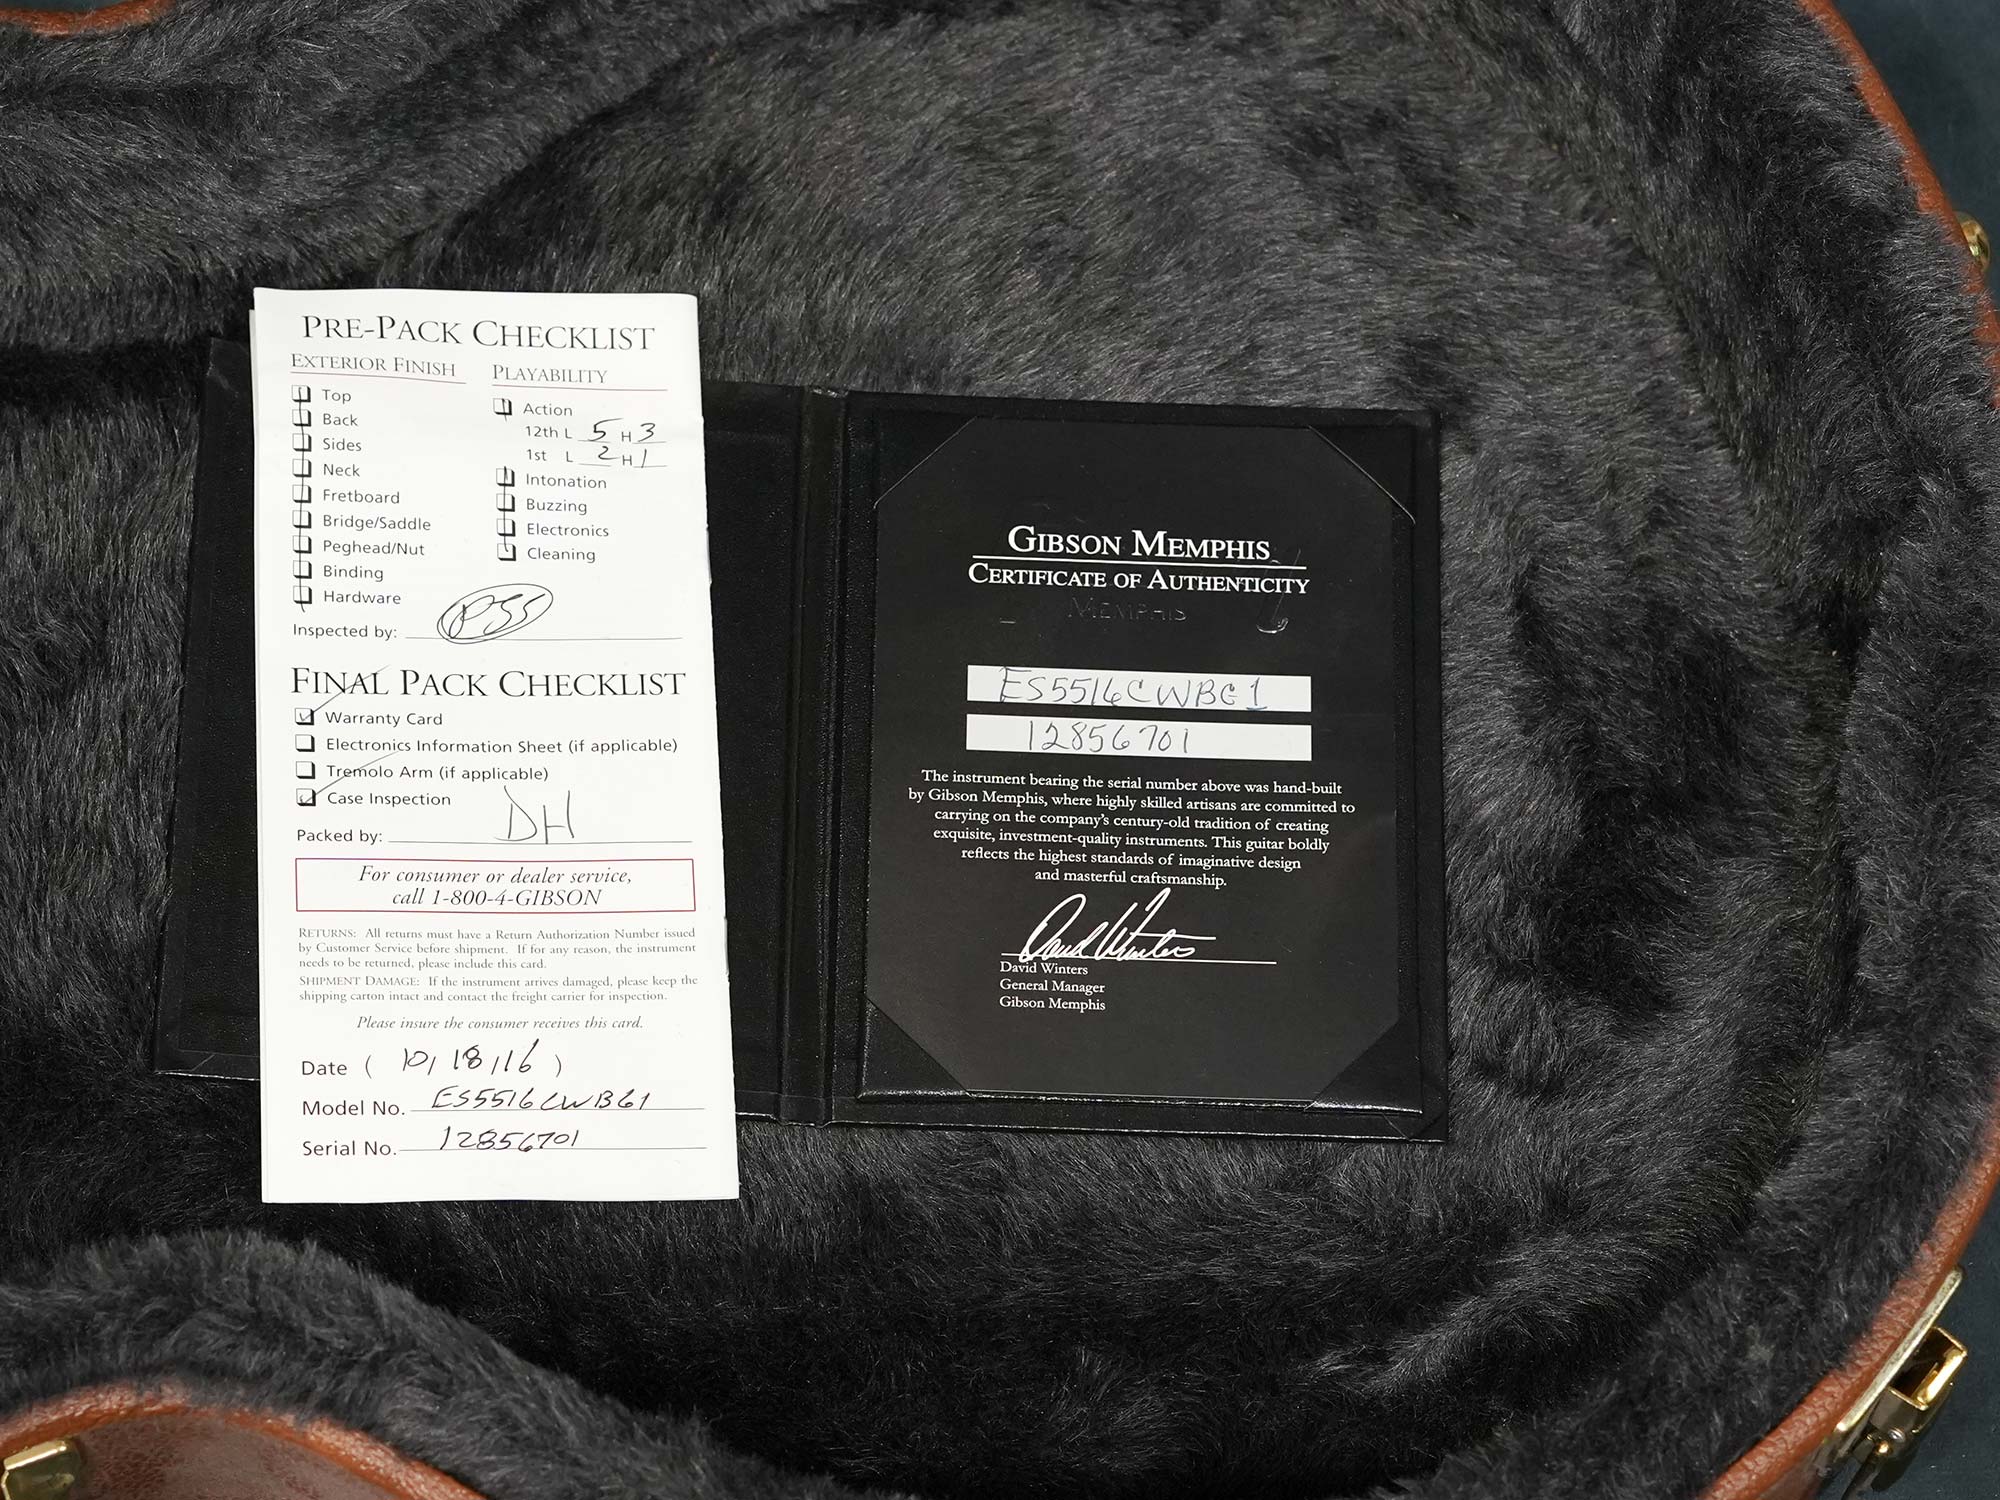 PRE-PACK CHECKLIST
EXTERIOR FINISH
Top
Back
Sides
Neck
Fretboard
Bridge/Saddle
Peghead/Nut
Binding
Hardware
PLAYABILITY
Action
12th L 5 H 3
1st L 2 H 1
Intonation
Buzzing
Electronics
Cleaning
Inspected by:
FINAL PACK CHECKLIST
Warranty Card
Electronics Information Sheet (if applicable)
Tremolo Arm (if applicable)
Case Inspection
Packed by: DH
For consumer or dealer service,
call 1-800-4-GIBSON
RETURNS: All returns must have a Return Authorization Number issued
by Customer Service before shipment. If for any reason, the instrument
needs to be returned, please include this card.
SHIPMENT DAMAGE: If the instrument arrives damaged, please keep the
shipping carton intact and contact the freight carrier for inspection.
Please insure the consumer receives this card.
Date ( 10/18/16 )
Model No. ES5516CWBG1
Serial No. 12856701
GIBSON MEMPHIS
CERTIFICATE OF AUTHENTICITY
MEMPHIS
ES5516CWBG1
12856701
The instrument bearing the serial number above was hand-built
by Gibson Memphis, where highly skilled artisans are committed to
carrying on the company's century-old tradition of creating
exquisite, investment-quality instruments. This guitar boldly
reflects the highest standards of imaginative design
and masterful craftsmanship.
David Winters
David Winters
General Manager
Gibson Memphis